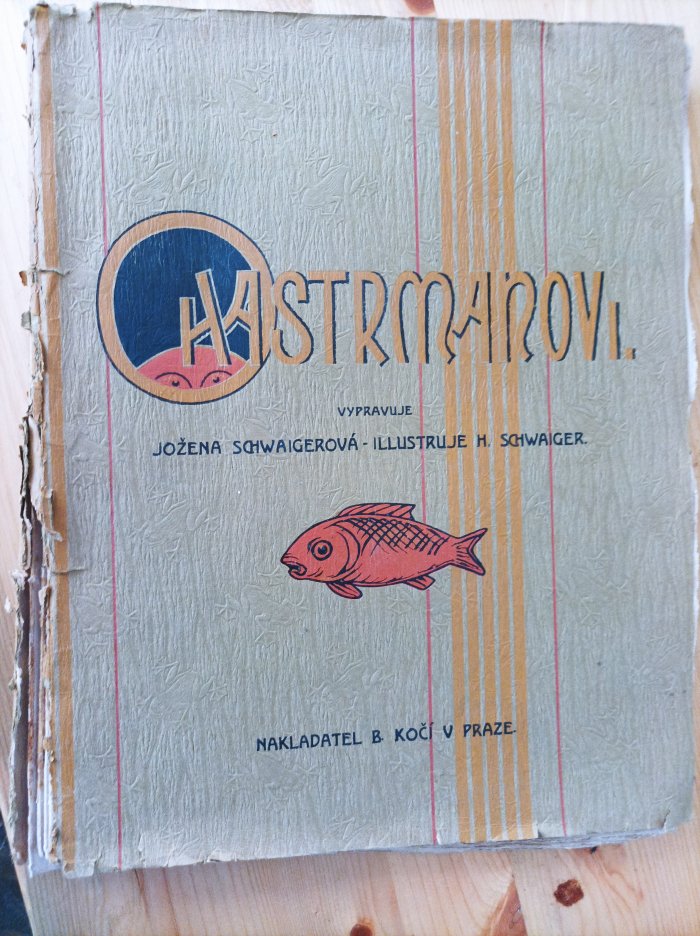 HASTRMANOVI.
VYPRAVUJE
JOŽENA SCHWAIGEROVÁ - ILLUSTRUJE H. SCHWAIGER.
NAKLADATEL B. KOČÍ V PRAZE.